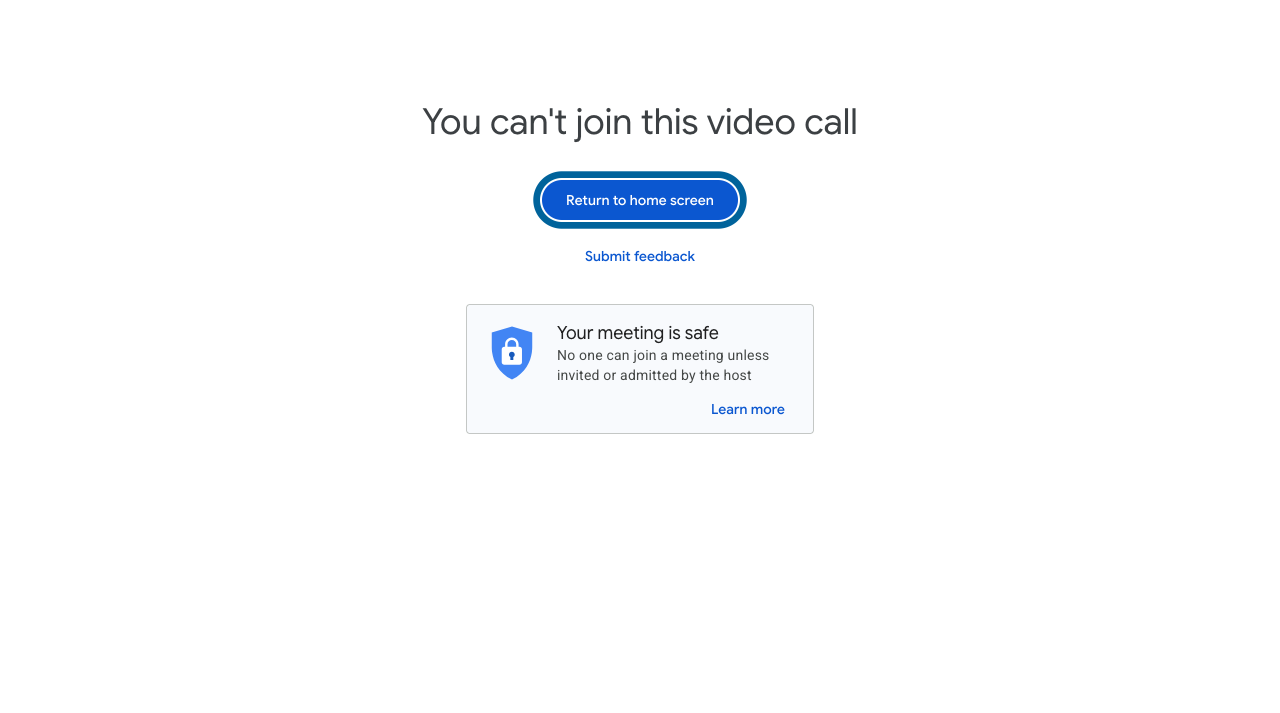 You can't join this video call
Return to home screen
Submit feedback
Your meeting is safe
No one can join a meeting unless
invited or admitted by the host
Learn more